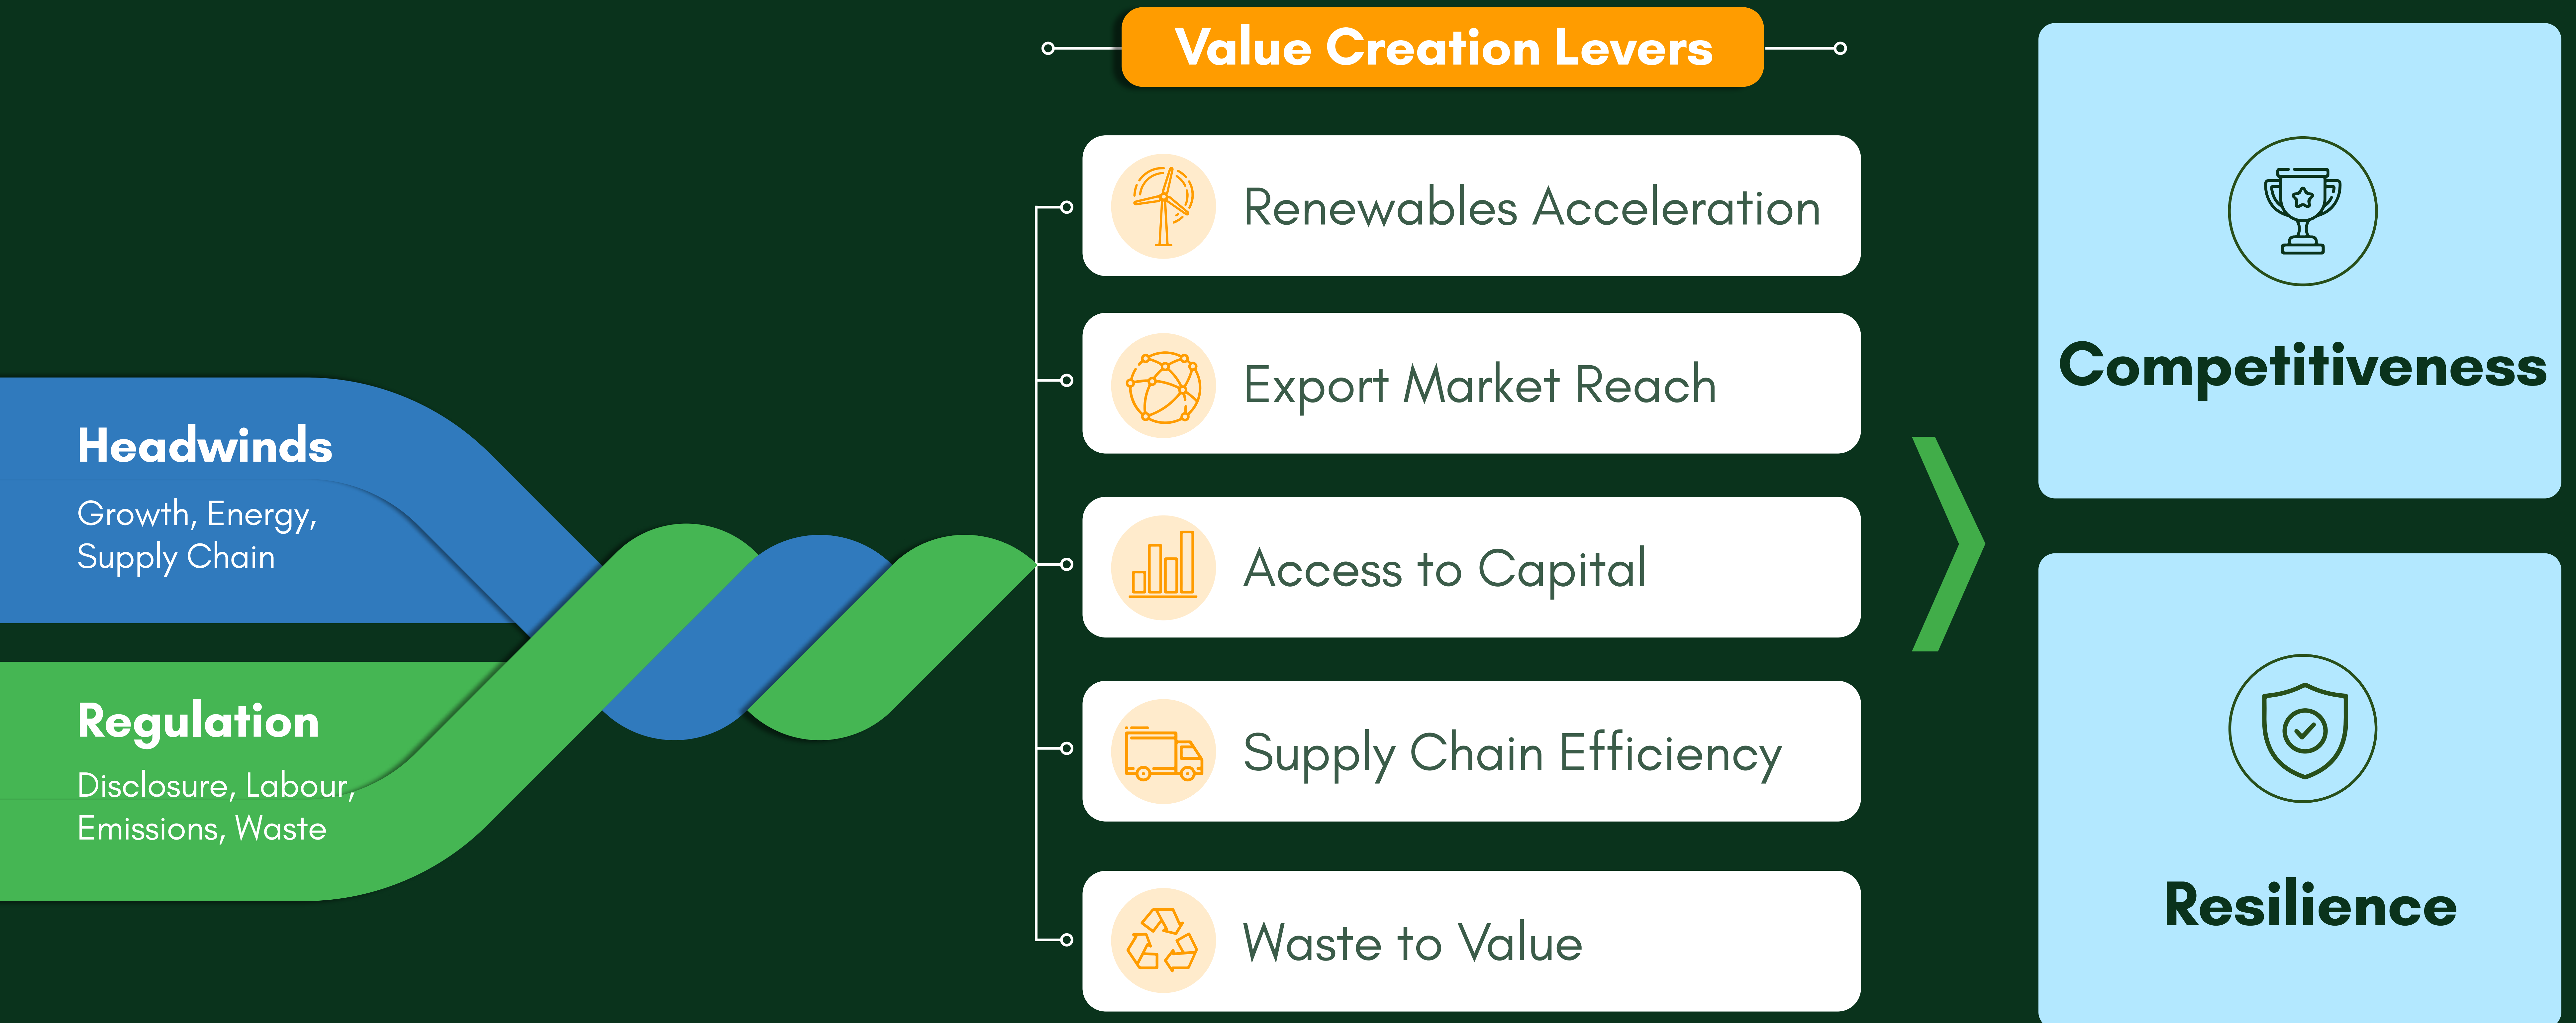 Headwinds
Growth, Energy,
Supply Chain
Regulation
Disclosure, Labour,
Emissions, Waste
Value Creation Levers
Renewables Acceleration
Export Market Reach
Access to Capital
Supply Chain Efficiency
Waste to Value
Competitiveness
Resilience